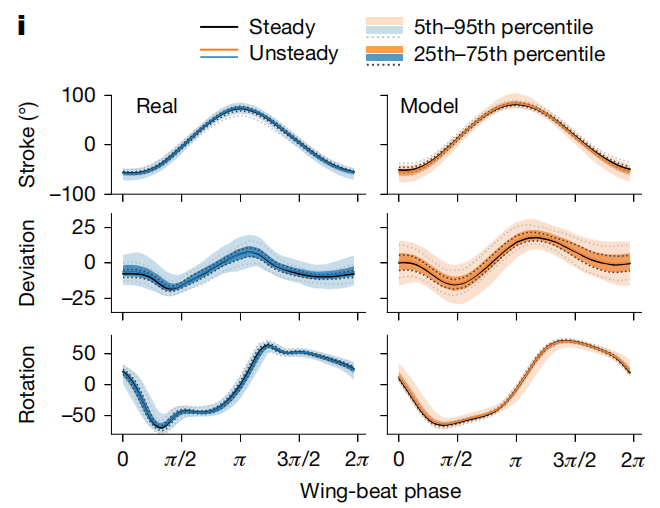 i
Steady
Unsteady
5th–95th percentile
25th–75th percentile
Real
Model
Stroke (°)
100
0
−100
Deviation
25
0
−25
Rotation
50
0
−50
0 π/2 π 3π/2 2π
0 π/2 π 3π/2 2π
Wing-beat phase